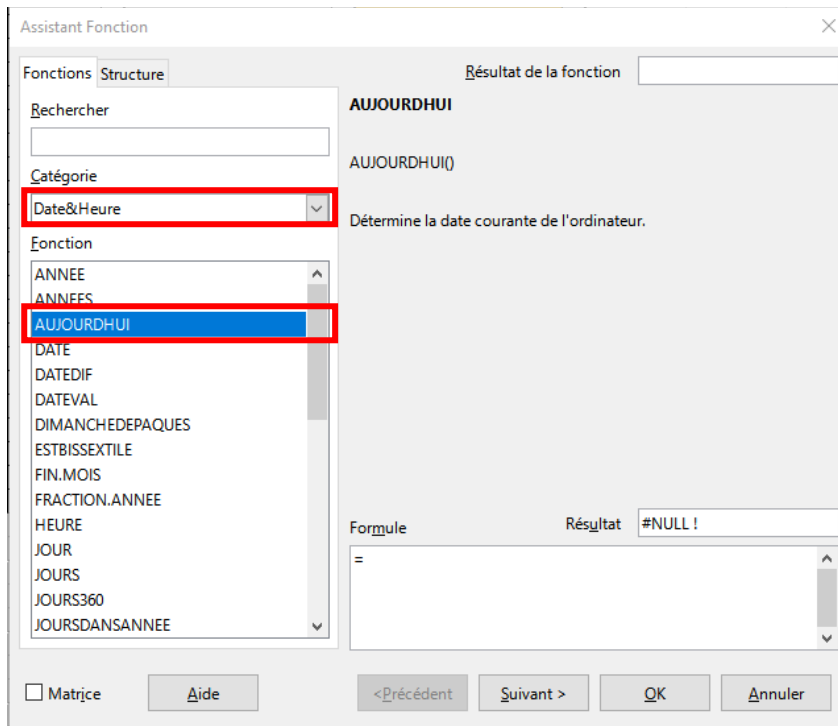 Assistant Fonction
Fonctions Structure
Résultat de la fonction
Rechercher
Catégorie
Date&Heure
Fonction
ANNEE
ANNEES
AUJOURDHUI
DATE
DATEDIF
DATEVAL
DIMANCHEDEPAQUES
ESTBISSEXTILE
FIN.MOIS
FRACTION.ANNEE
HEURE
JOUR
JOURS
JOURS360
JOURSDANSANNEE
AUJOURDHUI
AUJOURDHUI()
Détermine la date courante de l'ordinateur.
Formule
Résultat #NULL !
=
Matrice
Aide
<Précédent
Suivant >
OK
Annuler